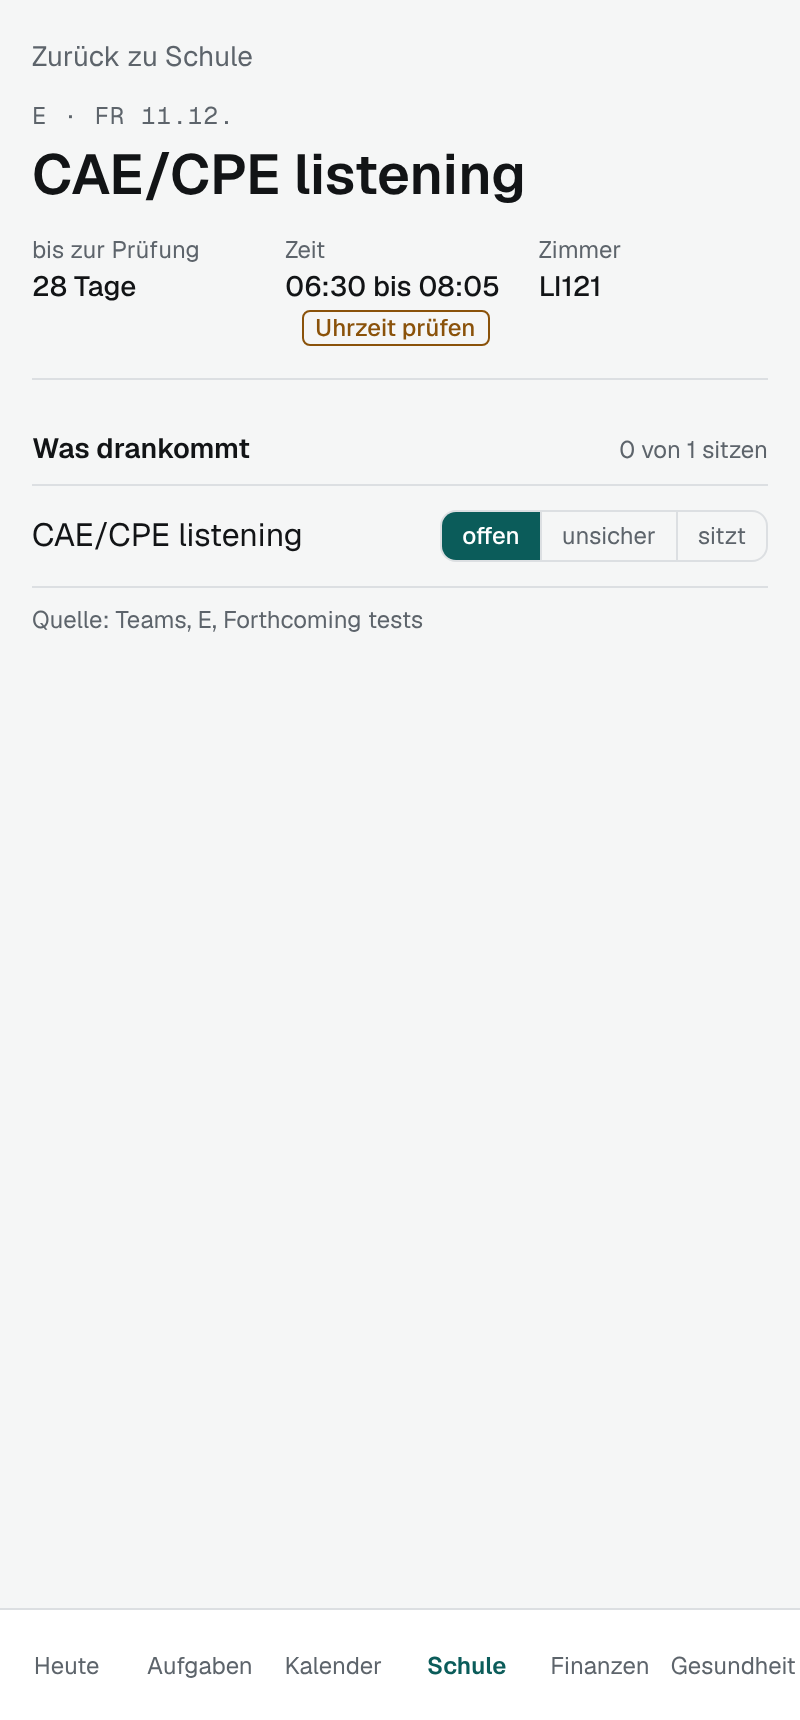 Zurück zu Schule
E · FR 11.12.
CAE/CPE listening
bis zur Prüfung Zeit Zimmer
28 Tage 06:30 bis 08:05 LI121
Uhrzeit prüfen
Was drankommt 0 von 1 sitzen
CAE/CPE listening offen unsicher sitzt
Quelle: Teams, E, Forthcoming tests
Heute Aufgaben Kalender Schule Finanzen Gesundheit